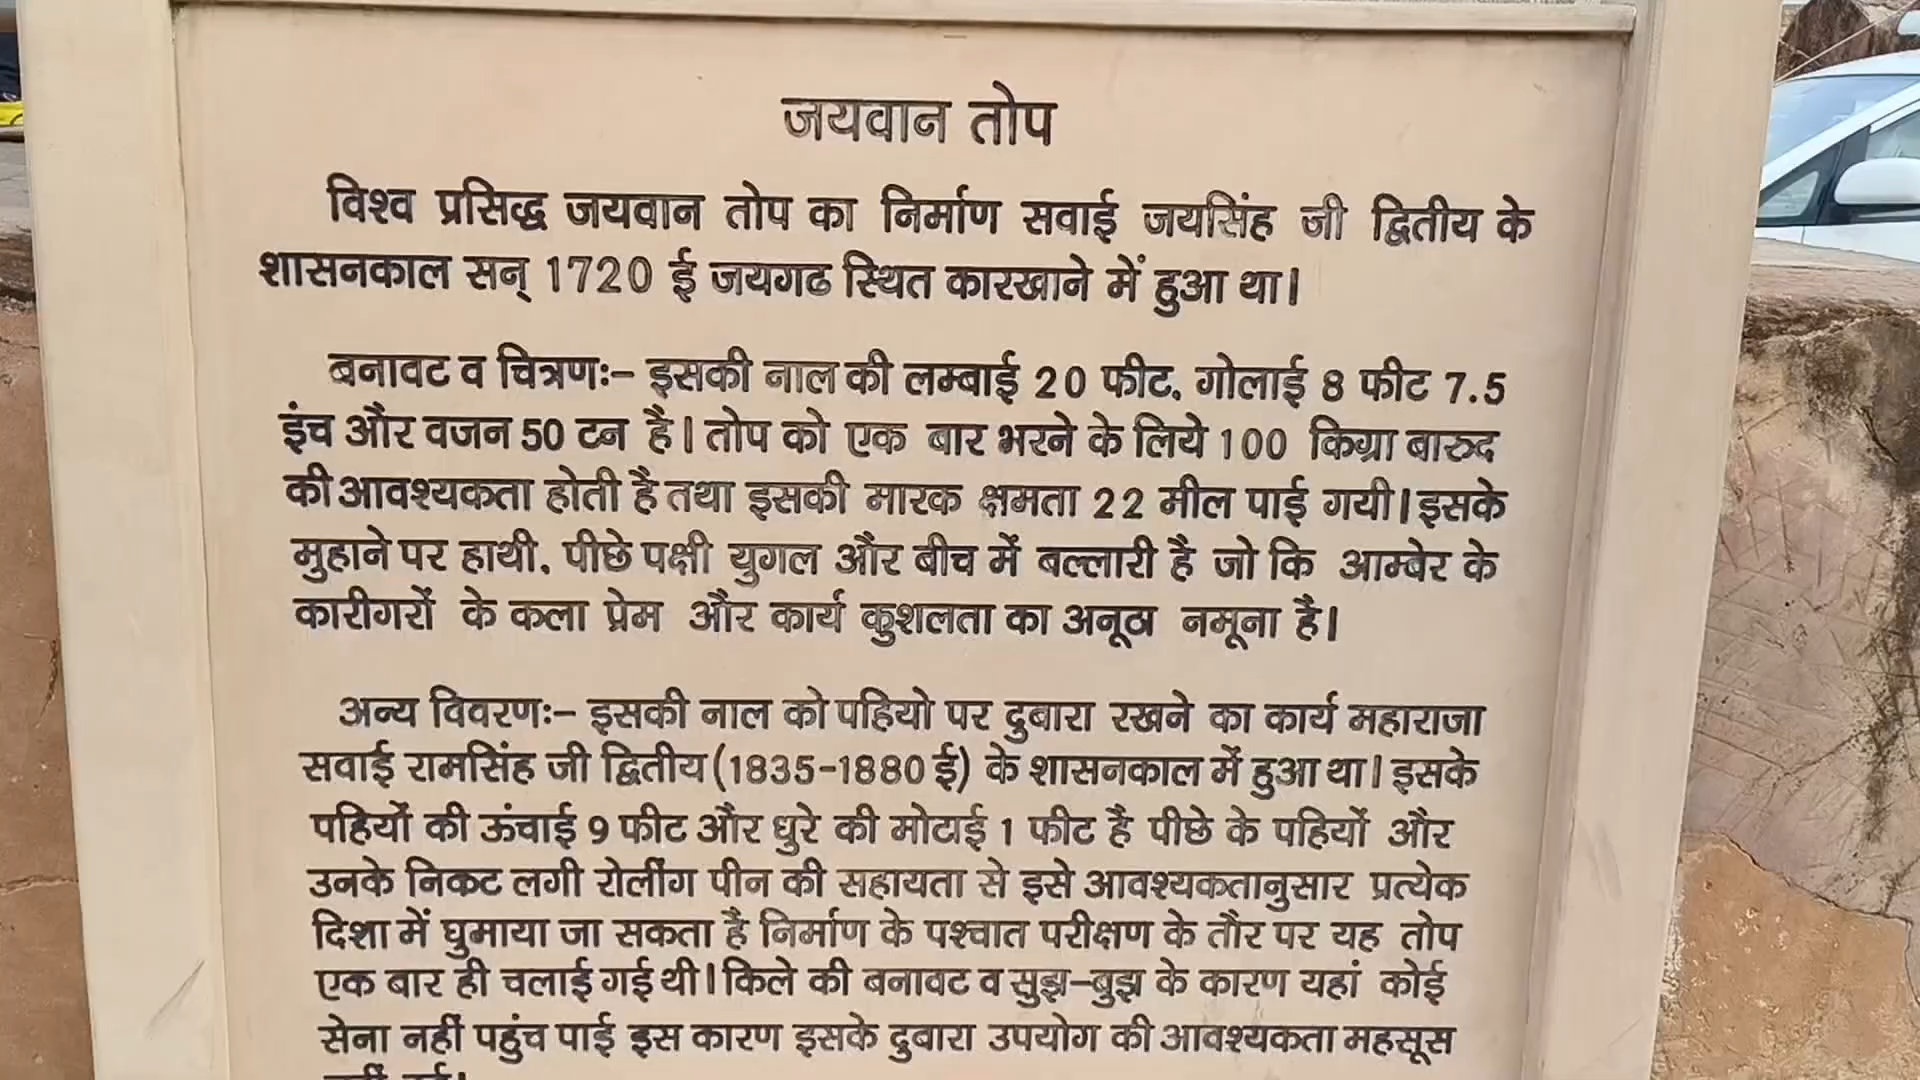 जयवान तोप
विश्व प्रसिद्ध जयवान तोप का निर्माण सवाई जयसिंह जी द्वितीय के
शासनकाल सन् 1720 ई जयगढ स्थित कारखाने में हुआ था।
बनावट व चित्रणः- इसकी नाल की लम्बाई 20 फीट, गोलाई 8 फीट 7.5
इंच और वजन 50 टन है। तोप को एक बार भरने के लिये 100 किग्रा बारुद
की आवश्यकता होती है तथा इसकी मारक क्षमता 22 मील पाई गयी। इसके
मुहाने पर हाथी, पीछे पक्षी युगल और बीच में बल्लारी है जो कि आम्बेर के
कारीगरों के कला प्रेम और कार्य कुशलता का अनूठा नमूना है।
अन्य विवरणः- इसकी नाल को पहियो पर दुबारा रखने का कार्य महाराजा
सवाई रामसिंह जी द्वितीय (1835-1880 ई) के शासनकाल में हुआ था। इसके
पहियों की ऊंचाई 9 फीट और धुरे की मोटाई 1 फीट है पीछे के पहियों और
उनके निकट लगी रोलींग पीन की सहायता से इसे आवश्यकतानुसार प्रत्येक
दिशा में घुमाया जा सकता है निर्माण के पश्चात परीक्षण के तौर पर यह तोप
एक बार ही चलाई गई थी। किले की बनावट व सुझ-बुझ के कारण यहां कोई
सेना नहीं पहुंच पाई इस कारण इसके दुबारा उपयोग की आवश्यकता महसूस